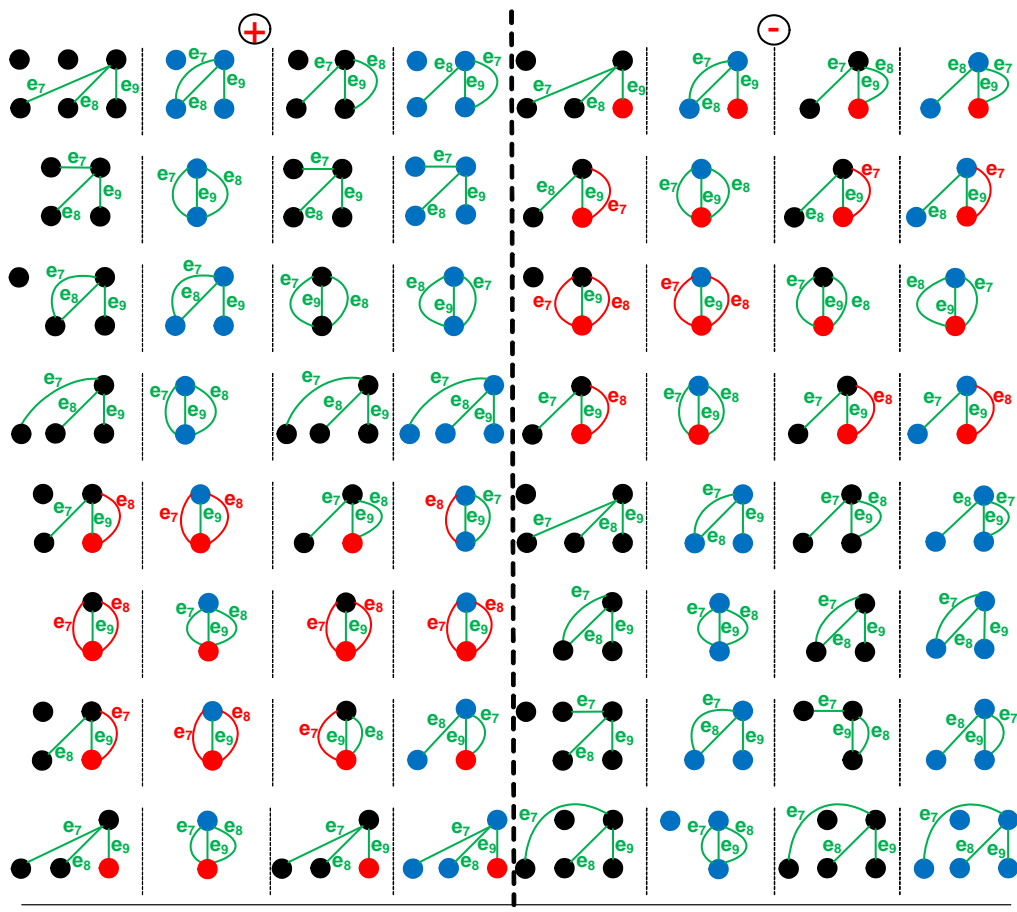 + -
e7 e8 e9 e7 e8 e9 e7 e9 e8 e8 e9 e7 e7 e8 e9 e7 e8 e9 e7 e9 e8 e8 e9 e7
e7 e8 e9 e7 e9 e8 e7 e8 e9 e7 e8 e9 e8 e9 e7 e7 e9 e8 e8 e9 e7 e8 e9 e7
e7 e8 e9 e7 e8 e9 e7 e9 e8 e8 e9 e7 e7 e9 e8 e7 e9 e8 e7 e9 e8 e8 e9 e7
e7 e8 e9 e7 e9 e8 e7 e8 e9 e7 e8 e9 e7 e9 e8 e7 e9 e8 e7 e9 e8 e7 e9 e8
e7 e9 e8 e7 e9 e8 e7 e9 e8 e8 e9 e7 e7 e8 e9 e7 e8 e9 e7 e9 e8 e8 e9 e7
e7 e9 e8 e7 e9 e8 e7 e9 e8 e7 e9 e8 e7 e8 e9 e7 e9 e8 e7 e8 e9 e7 e8 e9
e8 e9 e7 e7 e9 e8 e7 e9 e8 e8 e9 e7 e7 e8 e9 e7 e8 e9 e7 e9 e8 e8 e9 e7
e7 e8 e9 e7 e9 e8 e7 e8 e9 e7 e8 e9 e7 e8 e9 e7 e9 e8 e7 e8 e9 e7 e8 e9